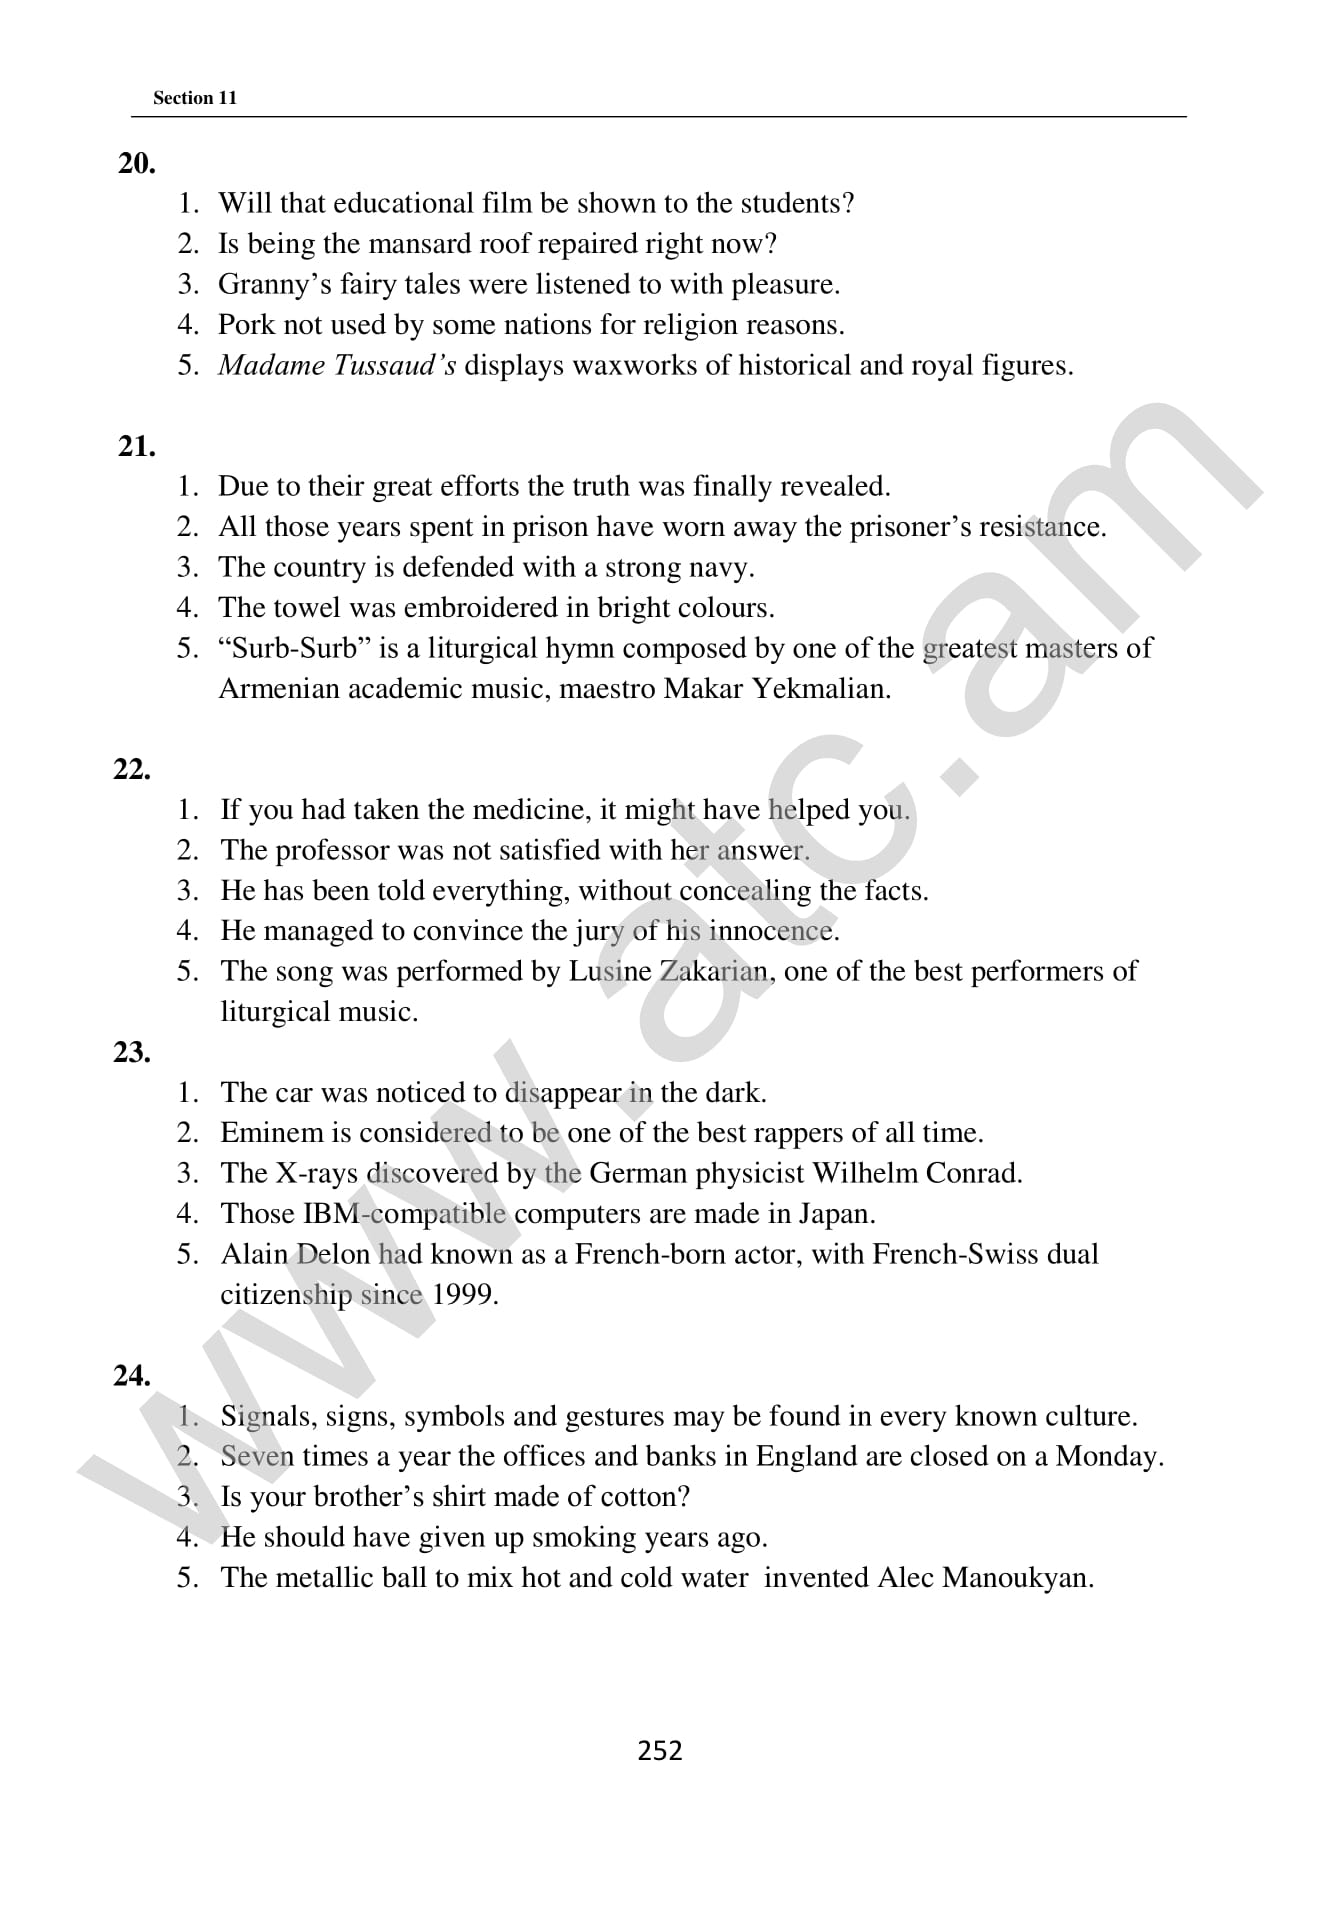 Section 11
20.
1. Will that educational film be shown to the students?
2. Is being the mansard roof repaired right now?
3. Granny’s fairy tales were listened to with pleasure.
4. Pork not used by some nations for religion reasons.
5. Madame Tussaud’s displays waxworks of historical and royal figures.
21.
1. Due to their great efforts the truth was finally revealed.
2. All those years spent in prison have worn away the prisoner’s resistance.
3. The country is defended with a strong navy.
4. The towel was embroidered in bright colours.
5. “Surb-Surb” is a liturgical hymn composed by one of the greatest masters of
Armenian academic music, maestro Makar Yekmalian.
22.
1. If you had taken the medicine, it might have helped you.
2. The professor was not satisfied with her answer.
3. He has been told everything, without concealing the facts.
4. He managed to convince the jury of his innocence.
5. The song was performed by Lusine Zakarian, one of the best performers of
liturgical music.
23.
1. The car was noticed to disappear in the dark.
2. Eminem is considered to be one of the best rappers of all time.
3. The X-rays discovered by the German physicist Wilhelm Conrad.
4. Those IBM-compatible computers are made in Japan.
5. Alain Delon had known as a French-born actor, with French-Swiss dual
citizenship since 1999.
24.
1. Signals, signs, symbols and gestures may be found in every known culture.
2. Seven times a year the offices and banks in England are closed on a Monday.
3. Is your brother’s shirt made of cotton?
4. He should have given up smoking years ago.
5. The metallic ball to mix hot and cold water invented Alec Manoukyan.
252
www.atc.am